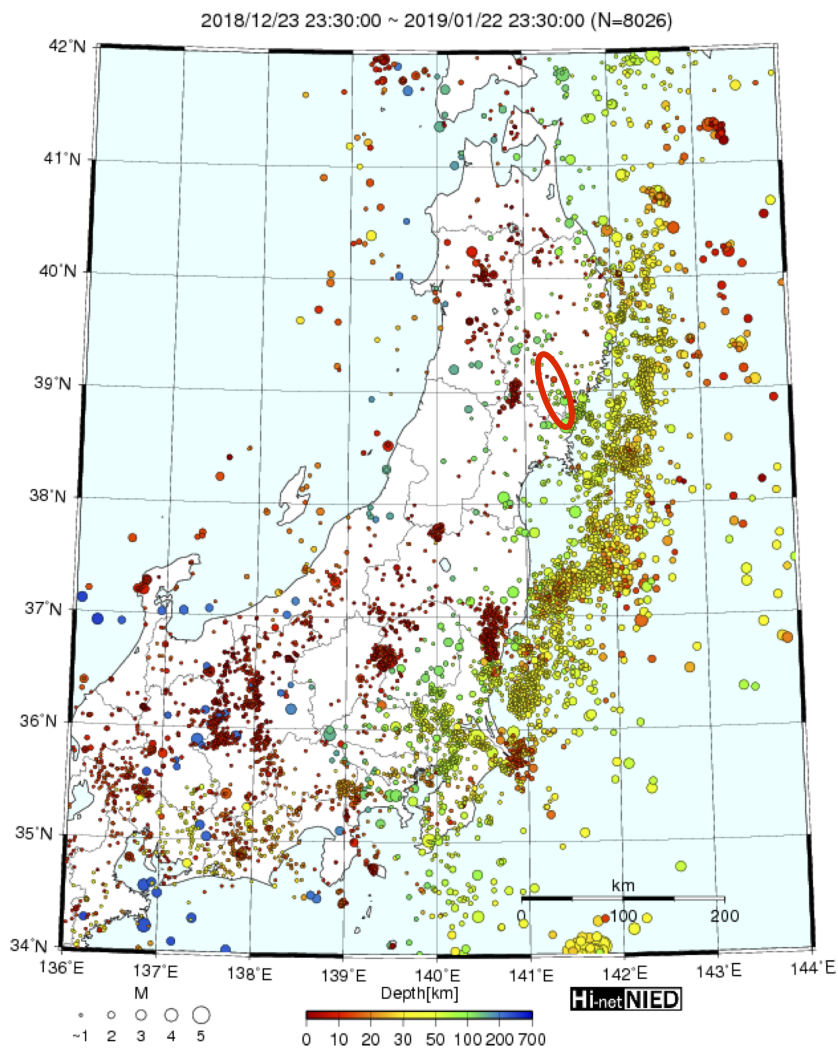 2018/12/23 23:30:00 ~ 2019/01/22 23:30:00 (N=8026)
42°N
41°N
40°N
39°N
38°N
37°N
36°N
35°N
34°N
km
0 100 200
136°E 137°E 138°E 139°E 140°E 141°E 142°E 143°E 144°E
M
~1 2 3 4 5
Depth[km]
0 10 20 30 50 100 200 700
Hi-net NIED